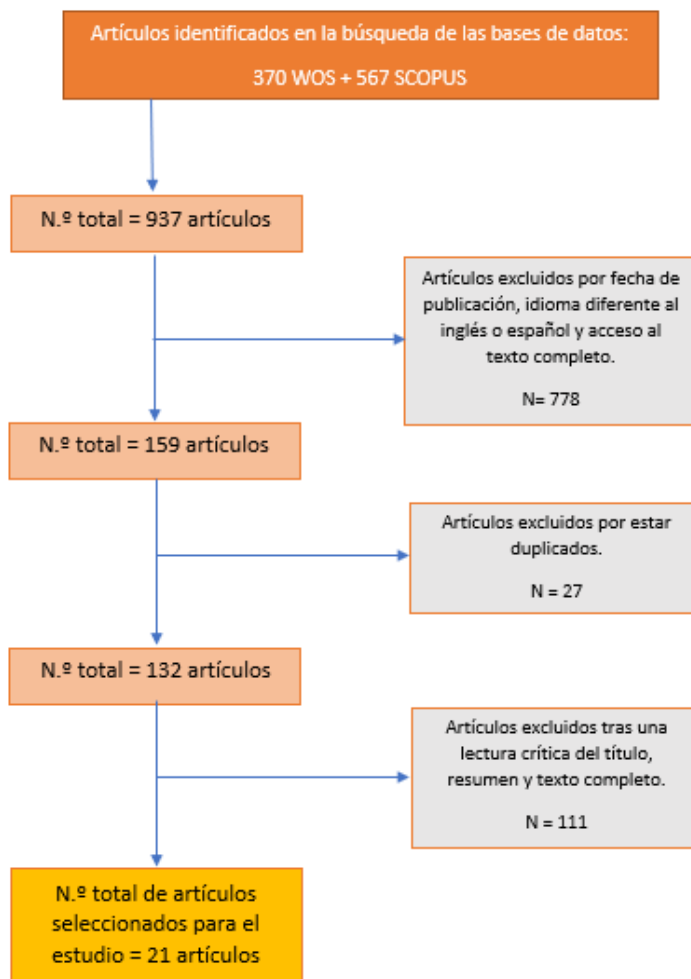 Artículos identificados en la búsqueda de las bases de datos:
370 WOS + 567 SCOPUS
N.º total = 937 artículos
Artículos excluidos por fecha de
publicación, idioma diferente al
inglés o español y acceso al
texto completo.
N= 778
N.º total = 159 artículos
Artículos excluidos por estar
duplicados.
N = 27
N.º total = 132 artículos
Artículos excluidos tras una
lectura crítica del título,
resumen y texto completo.
N = 111
N.º total de artículos
seleccionados para el
estudio = 21 artículos